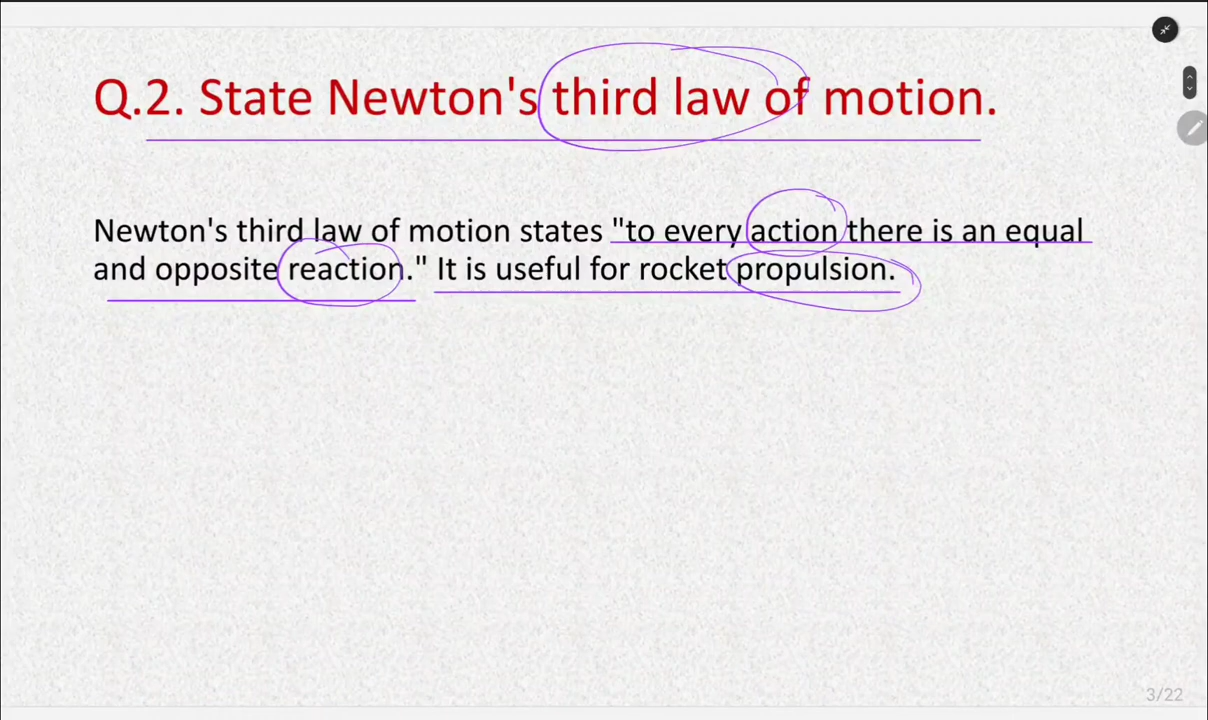 Q.2. State Newton's third law of motion.
Newton's third law of motion states "to every action there is an equal
and opposite reaction." It is useful for rocket propulsion.
3/22